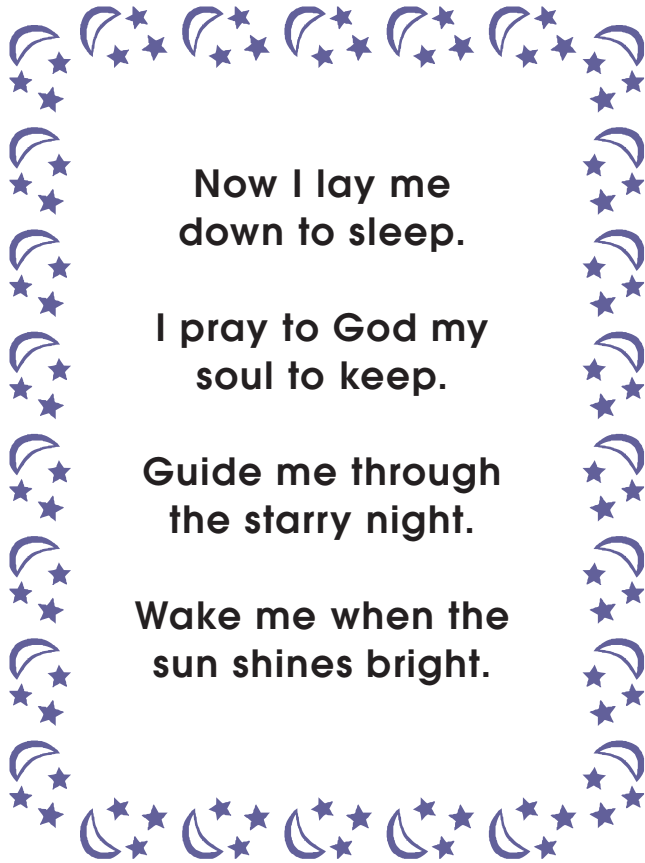 Now I lay me
down to sleep.
I pray to God my
soul to keep.
Guide me through
the starry night.
Wake me when the
sun shines bright.